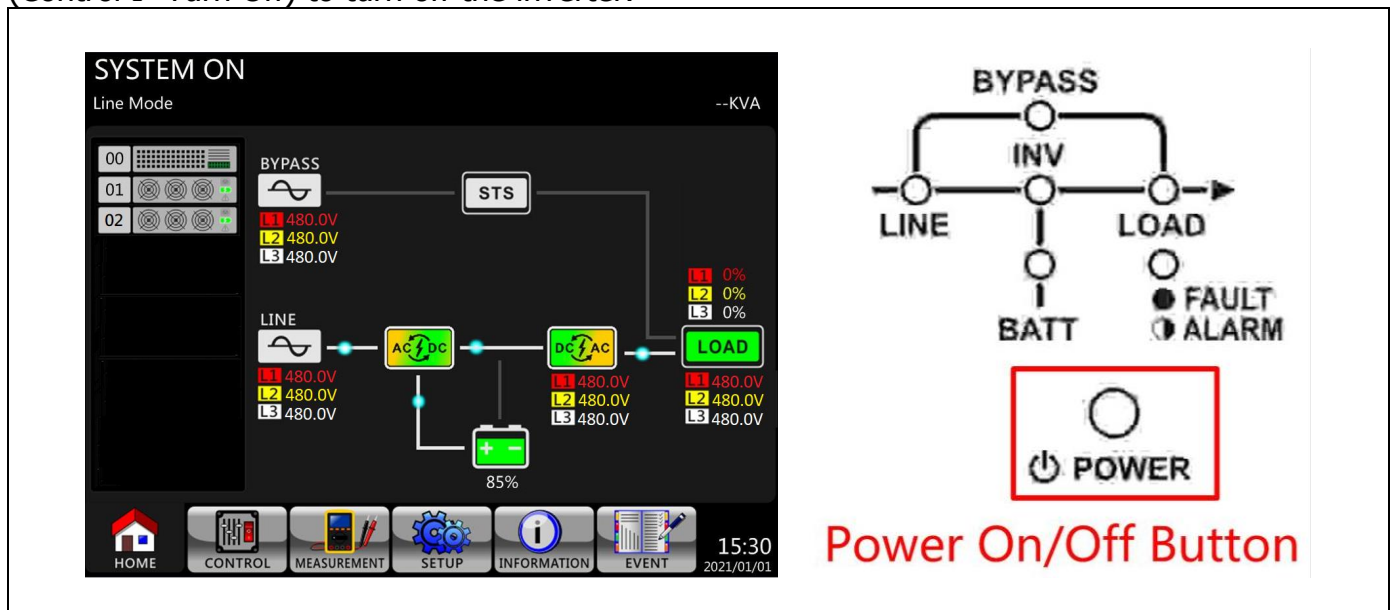 SYSTEM ON
Line Mode
--KVA
00
01
02
BYPASS
STS
L1 480.0V
L2 480.0V
L3 480.0V
L1 0%
L2 0%
L3 0%
LINE
AC DC
DC AC
LOAD
L1 480.0V
L2 480.0V
L3 480.0V
L1 480.0V
L2 480.0V
L3 480.0V
L1 480.0V
L2 480.0V
L3 480.0V
+ -
85%
HOME
CONTROL
MEASUREMENT
SETUP
INFORMATION
EVENT
15:30
2021/01/01
BYPASS
INV
LINE
LOAD
BATT
FAULT
ALARM
POWER
Power On/Off Button